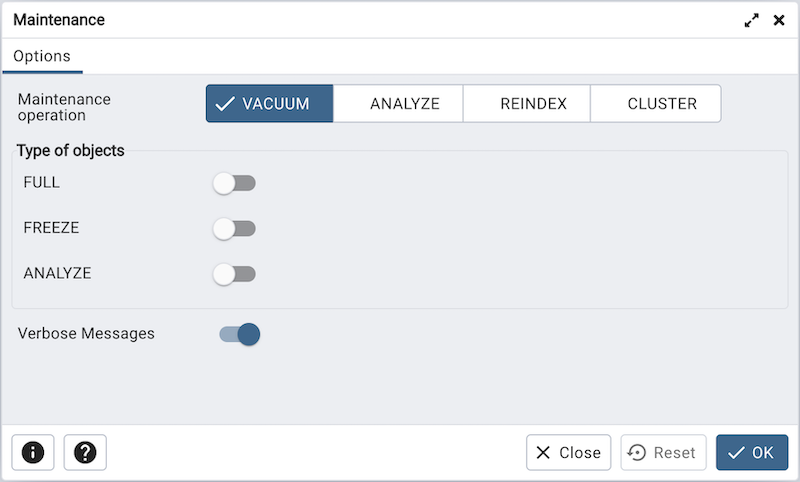 Maintenance
Options
Maintenance
operation
VACUUM
ANALYZE
REINDEX
CLUSTER
Type of objects
FULL
FREEZE
ANALYZE
Verbose Messages
Close
Reset
OK